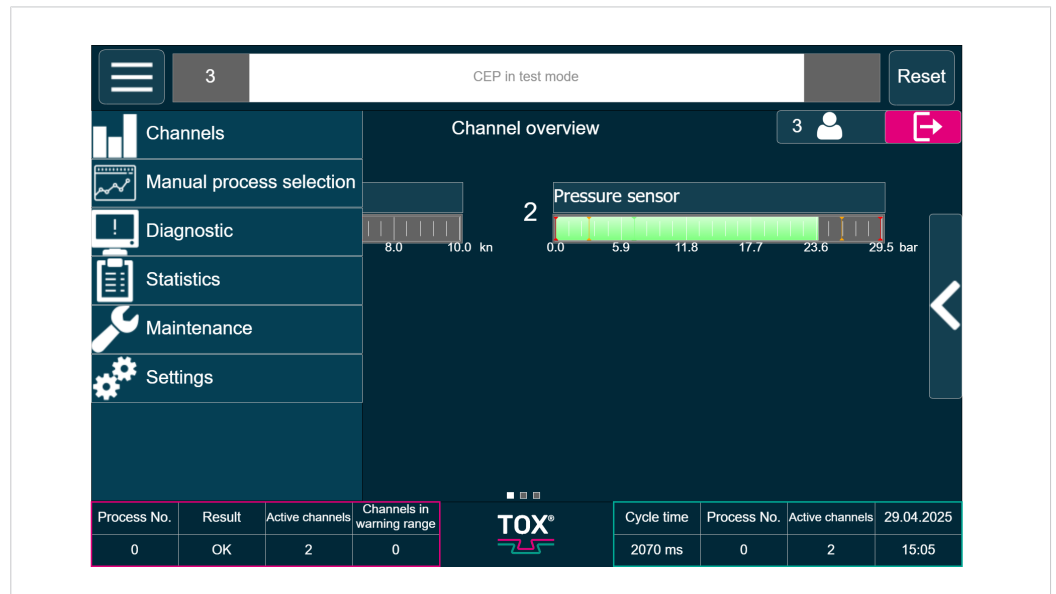 3
CEP in test mode
Reset
Channels
Manual process selection
Diagnostic
Statistics
Maintenance
Settings
Channel overview
3
8.0 10.0 kn
2
Pressure sensor
0.0 5.9 11.8 17.7 23.6 29.5 bar
Process No. Result Active channels Channels in warning range
0 OK 2 0
TOX®
Cycle time Process No. Active channels 29.04.2025
2070 ms 0 2 15:05